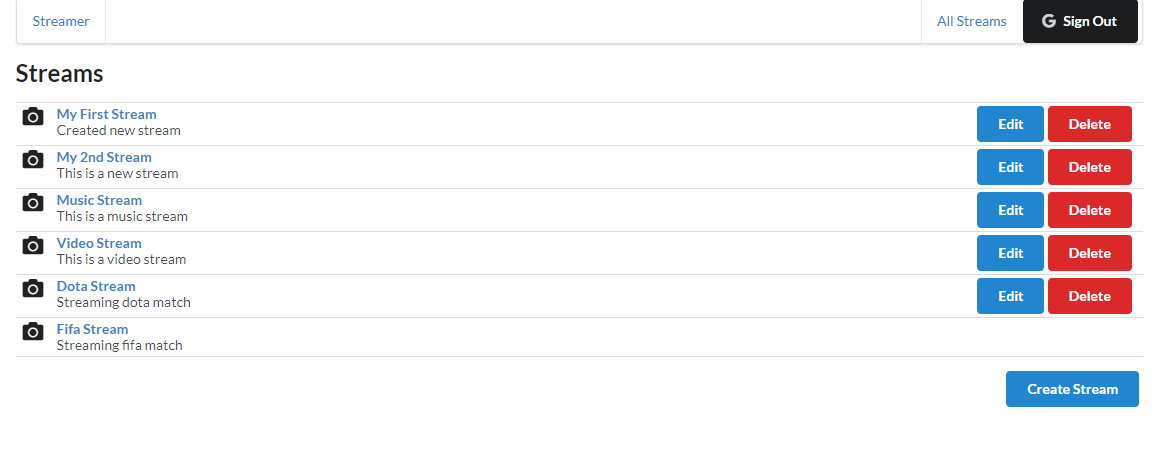 Streamer All Streams G Sign Out
Streams
My First Stream Edit Delete
Created new stream
My 2nd Stream Edit Delete
This is a new stream
Music Stream Edit Delete
This is a music stream
Video Stream Edit Delete
This is a video stream
Dota Stream Edit Delete
Streaming dota match
Fifa Stream
Streaming fifa match
Create Stream